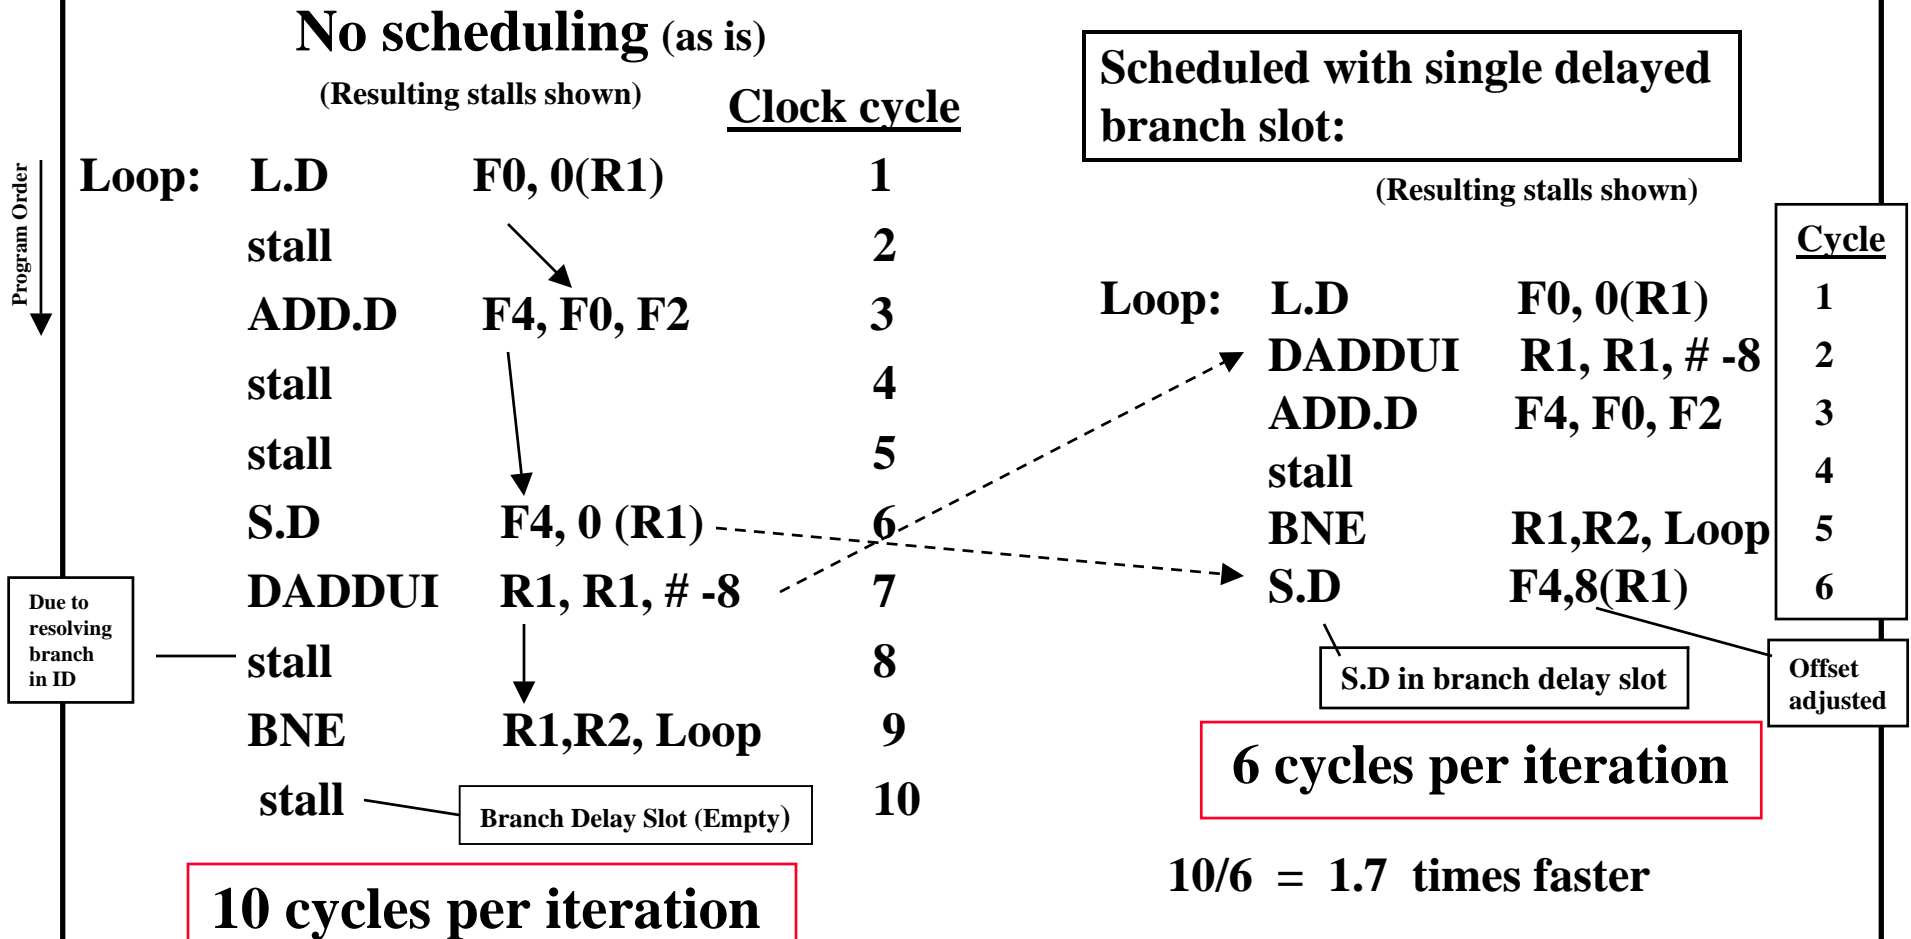 No scheduling (as is)
(Resulting stalls shown)
Clock cycle
Program Order
Loop: L.D F0, 0(R1) 1
stall 2
ADD.D F4, F0, F2 3
stall 4
stall 5
S.D F4, 0 (R1) 6
DADDUI R1, R1, # -8 7
stall 8
BNE R1,R2, Loop 9
stall 10
Due to
resolving
branch
in ID
Branch Delay Slot (Empty)
10 cycles per iteration
Scheduled with single delayed
branch slot:
(Resulting stalls shown)
Cycle
Loop: L.D F0, 0(R1) 1
DADDUI R1, R1, # -8 2
ADD.D F4, F0, F2 3
stall 4
BNE R1,R2, Loop 5
S.D F4,8(R1) 6
S.D in branch delay slot
Offset
adjusted
6 cycles per iteration
10/6 = 1.7 times faster